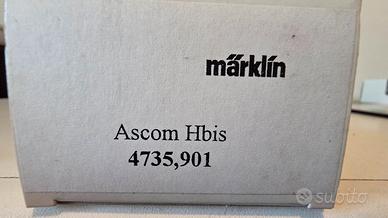 märklin
Ascom Hbis
4735,901
subito